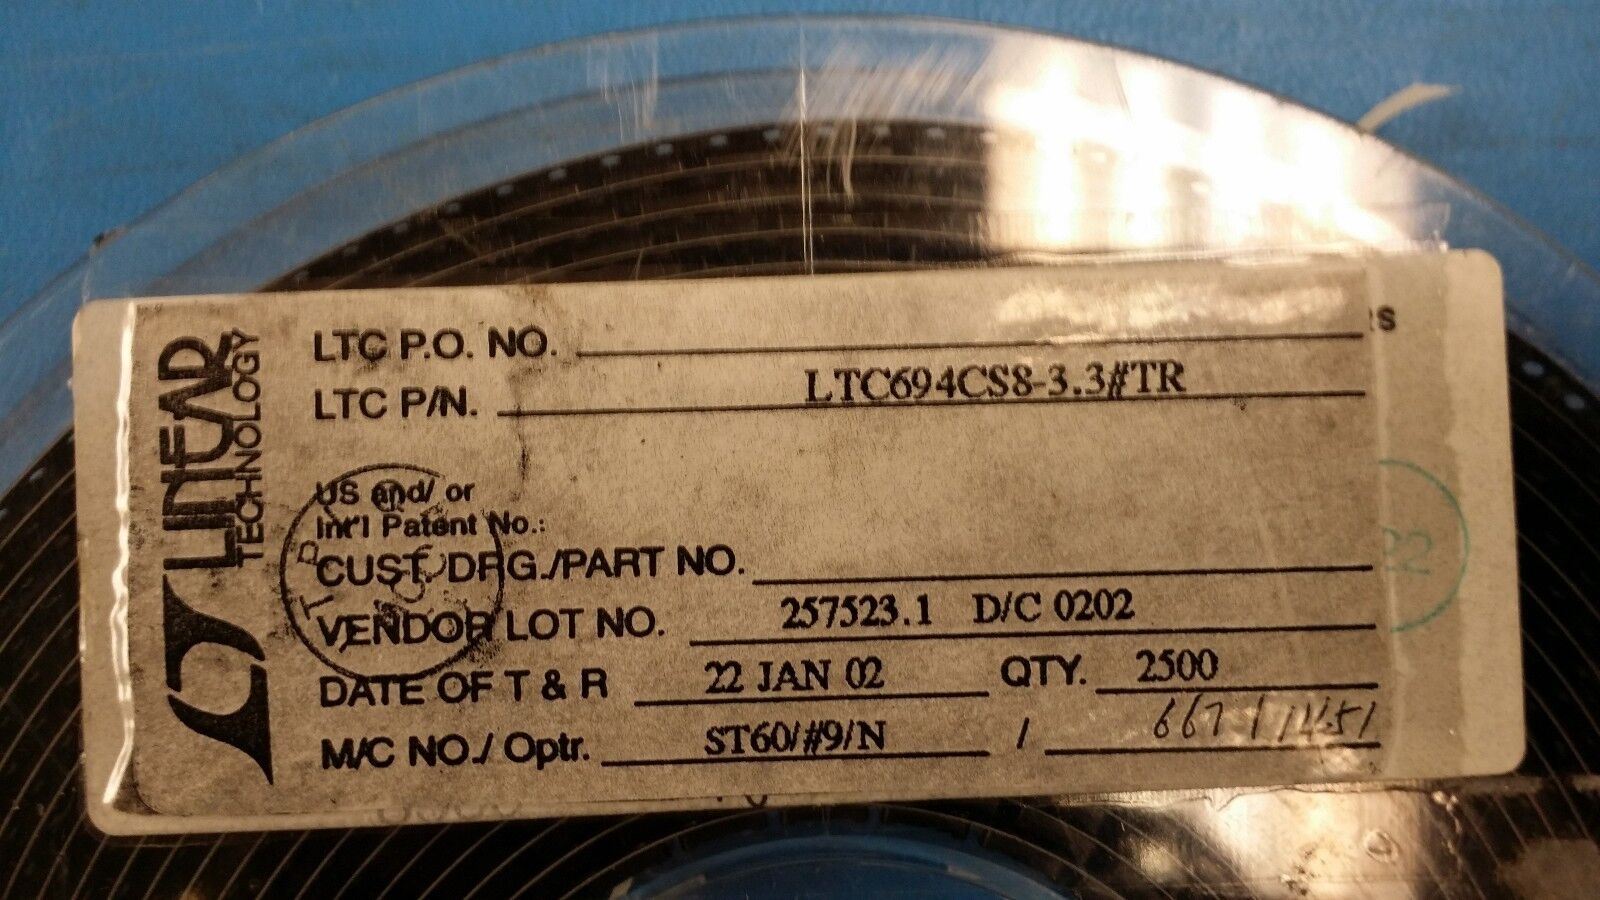 LINEAR
TECHNOLOGY
LTC P.O. NO.
LTC P/N. LTC694CS8-3.3#TR
US and/ or
Int'l Patent No.:
CUST. DRG./PART NO.
VENDOR LOT NO. 257523.1 D/C 0202
DATE OF T & R 22 JAN 02 QTY. 2500
M/C NO./ Optr. ST60/#9/N /